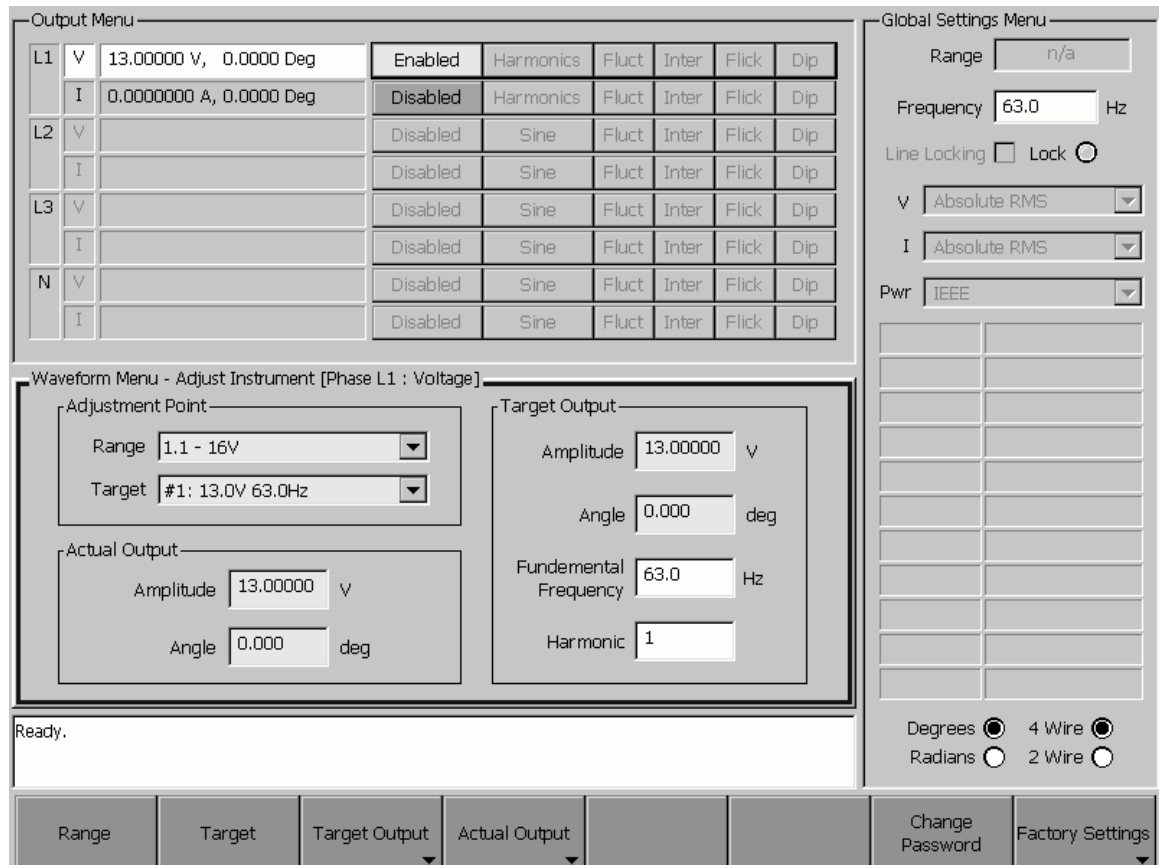 Output Menu
L1 V 13.00000 V, 0.0000 Deg Enabled Harmonics Fluct Inter Flick Dip
I 0.0000000 A, 0.0000 Deg Disabled Harmonics Fluct Inter Flick Dip
L2 V Disabled Sine Fluct Inter Flick Dip
I Disabled Sine Fluct Inter Flick Dip
L3 V Disabled Sine Fluct Inter Flick Dip
I Disabled Sine Fluct Inter Flick Dip
N V Disabled Sine Fluct Inter Flick Dip
I Disabled Sine Fluct Inter Flick Dip
Waveform Menu - Adjust Instrument [Phase L1 : Voltage]
Adjustment Point
Range 1.1 - 16V
Target #1: 13.0V 63.0Hz
Actual Output
Amplitude 13.00000 V
Angle 0.000 deg
Target Output
Amplitude 13.00000 V
Angle 0.000 deg
Fundemental
Frequency 63.0 Hz
Harmonic 1
Ready.
Global Settings Menu
Range n/a
Frequency 63.0 Hz
Line Locking Lock
V Absolute RMS
I Absolute RMS
Pwr IEEE
Degrees 4 Wire
Radians 2 Wire
Range Target Target Output Actual Output Change Password Factory Settings